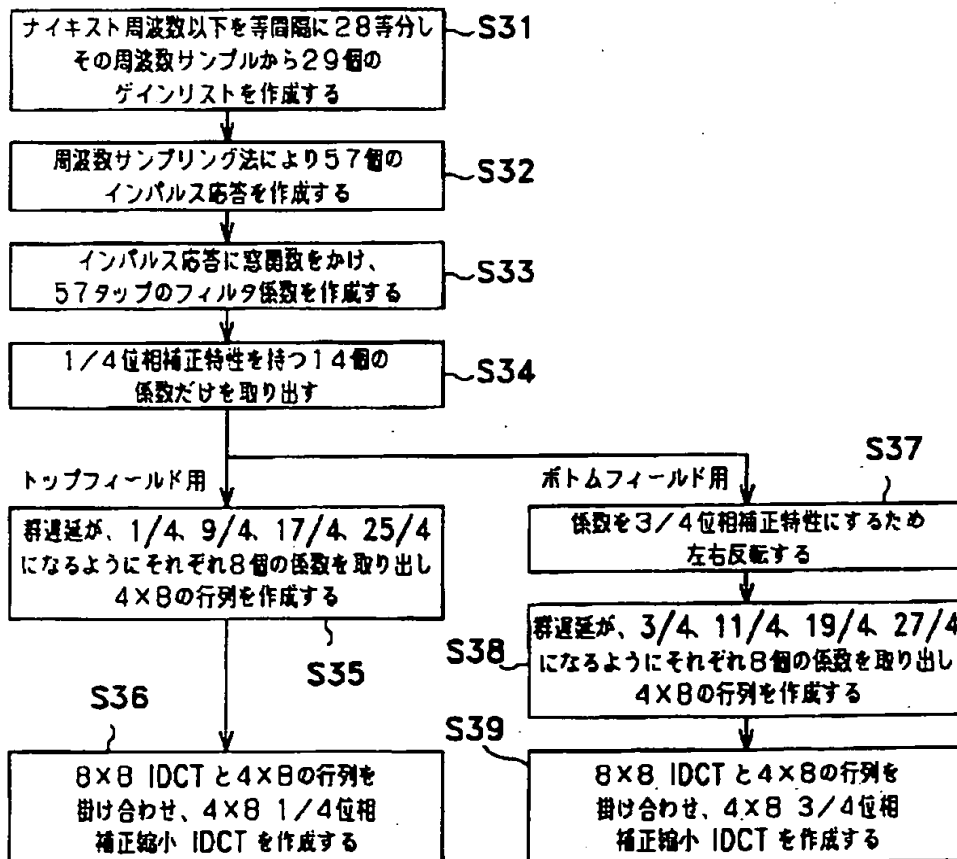 ナイキスト周波数以下を等間隔に28等分し
その周波数サンプルから29個の
ゲインリストを作成する
S31
周波数サンプリング法により57個の
インパルス応答を作成する
S32
インパルス応答に窓関数をかけ、
57タップのフィルタ係数を作成する
S33
1/4位相補正特性を持つ14個の
係数だけを取り出す
S34
トップフィールド用
群遅延が、1/4、9/4、17/4、25/4
になるようにそれぞれ8個の係数を取り出し
4×8の行列を作成する
S35
S36
8×8 IDCTと4×8の行列を
掛け合わせ、4×8 1/4位相
補正縮小 IDCTを作成する
ボトムフィールド用
S37
係数を3/4位相補正特性にするため
左右反転する
群遅延が、3/4、11/4、19/4、27/4
になるようにそれぞれ8個の係数を取り出し
4×8の行列を作成する
S38
S39
8×8 IDCTと4×8の行列を
掛け合わせ、4×8 3/4位相
補正縮小 IDCTを作成する